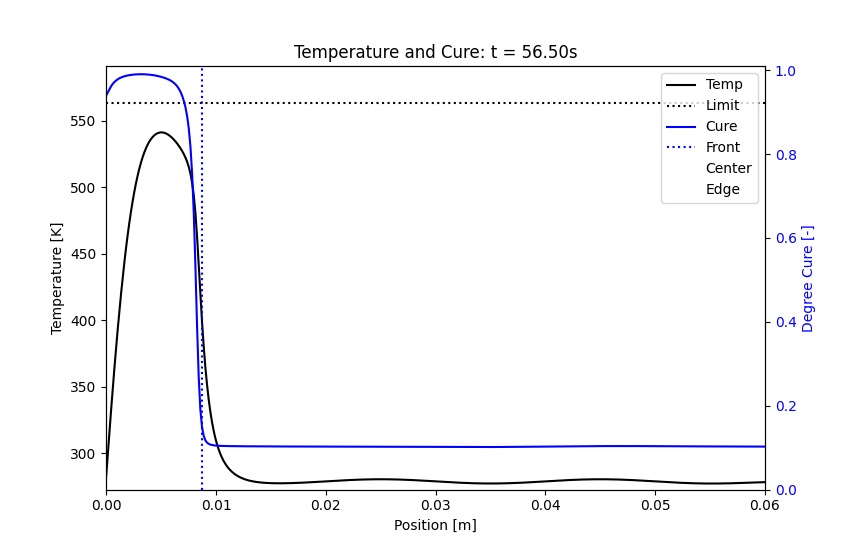 Temperature and Cure: t = 56.50s
Temperature [K]
550
500
450
400
350
300
Temp
Limit
Cure
Front
Center
Edge
1.0
0.8
0.6
0.4
0.2
0.0
Degree Cure [-]
0.00
0.01
0.02
0.03
0.04
0.05
0.06
Position [m]